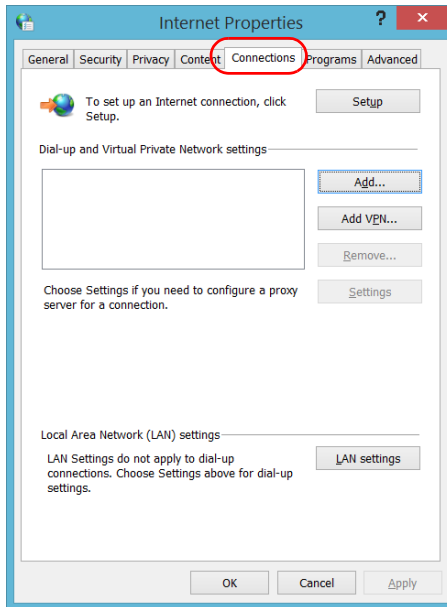 Internet Properties
?
×
General Security Privacy Content Connections Programs Advanced
To set up an Internet connection, click
Setup.
Setup
Dial-up and Virtual Private Network settings
Add...
Add VPN...
Remove...
Choose Settings if you need to configure a proxy
server for a connection.
Settings
Local Area Network (LAN) settings
LAN Settings do not apply to dial-up
connections. Choose Settings above for dial-up
settings.
LAN settings
OK Cancel Apply